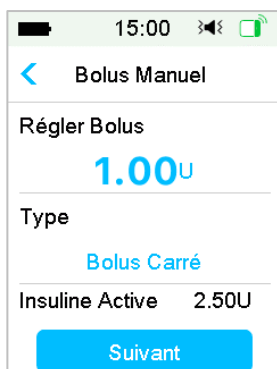 15:00
Bolus Manuel
Régler Bolus
1.00U
Type
Bolus Carré
Insuline Active 2.50U
Suivant